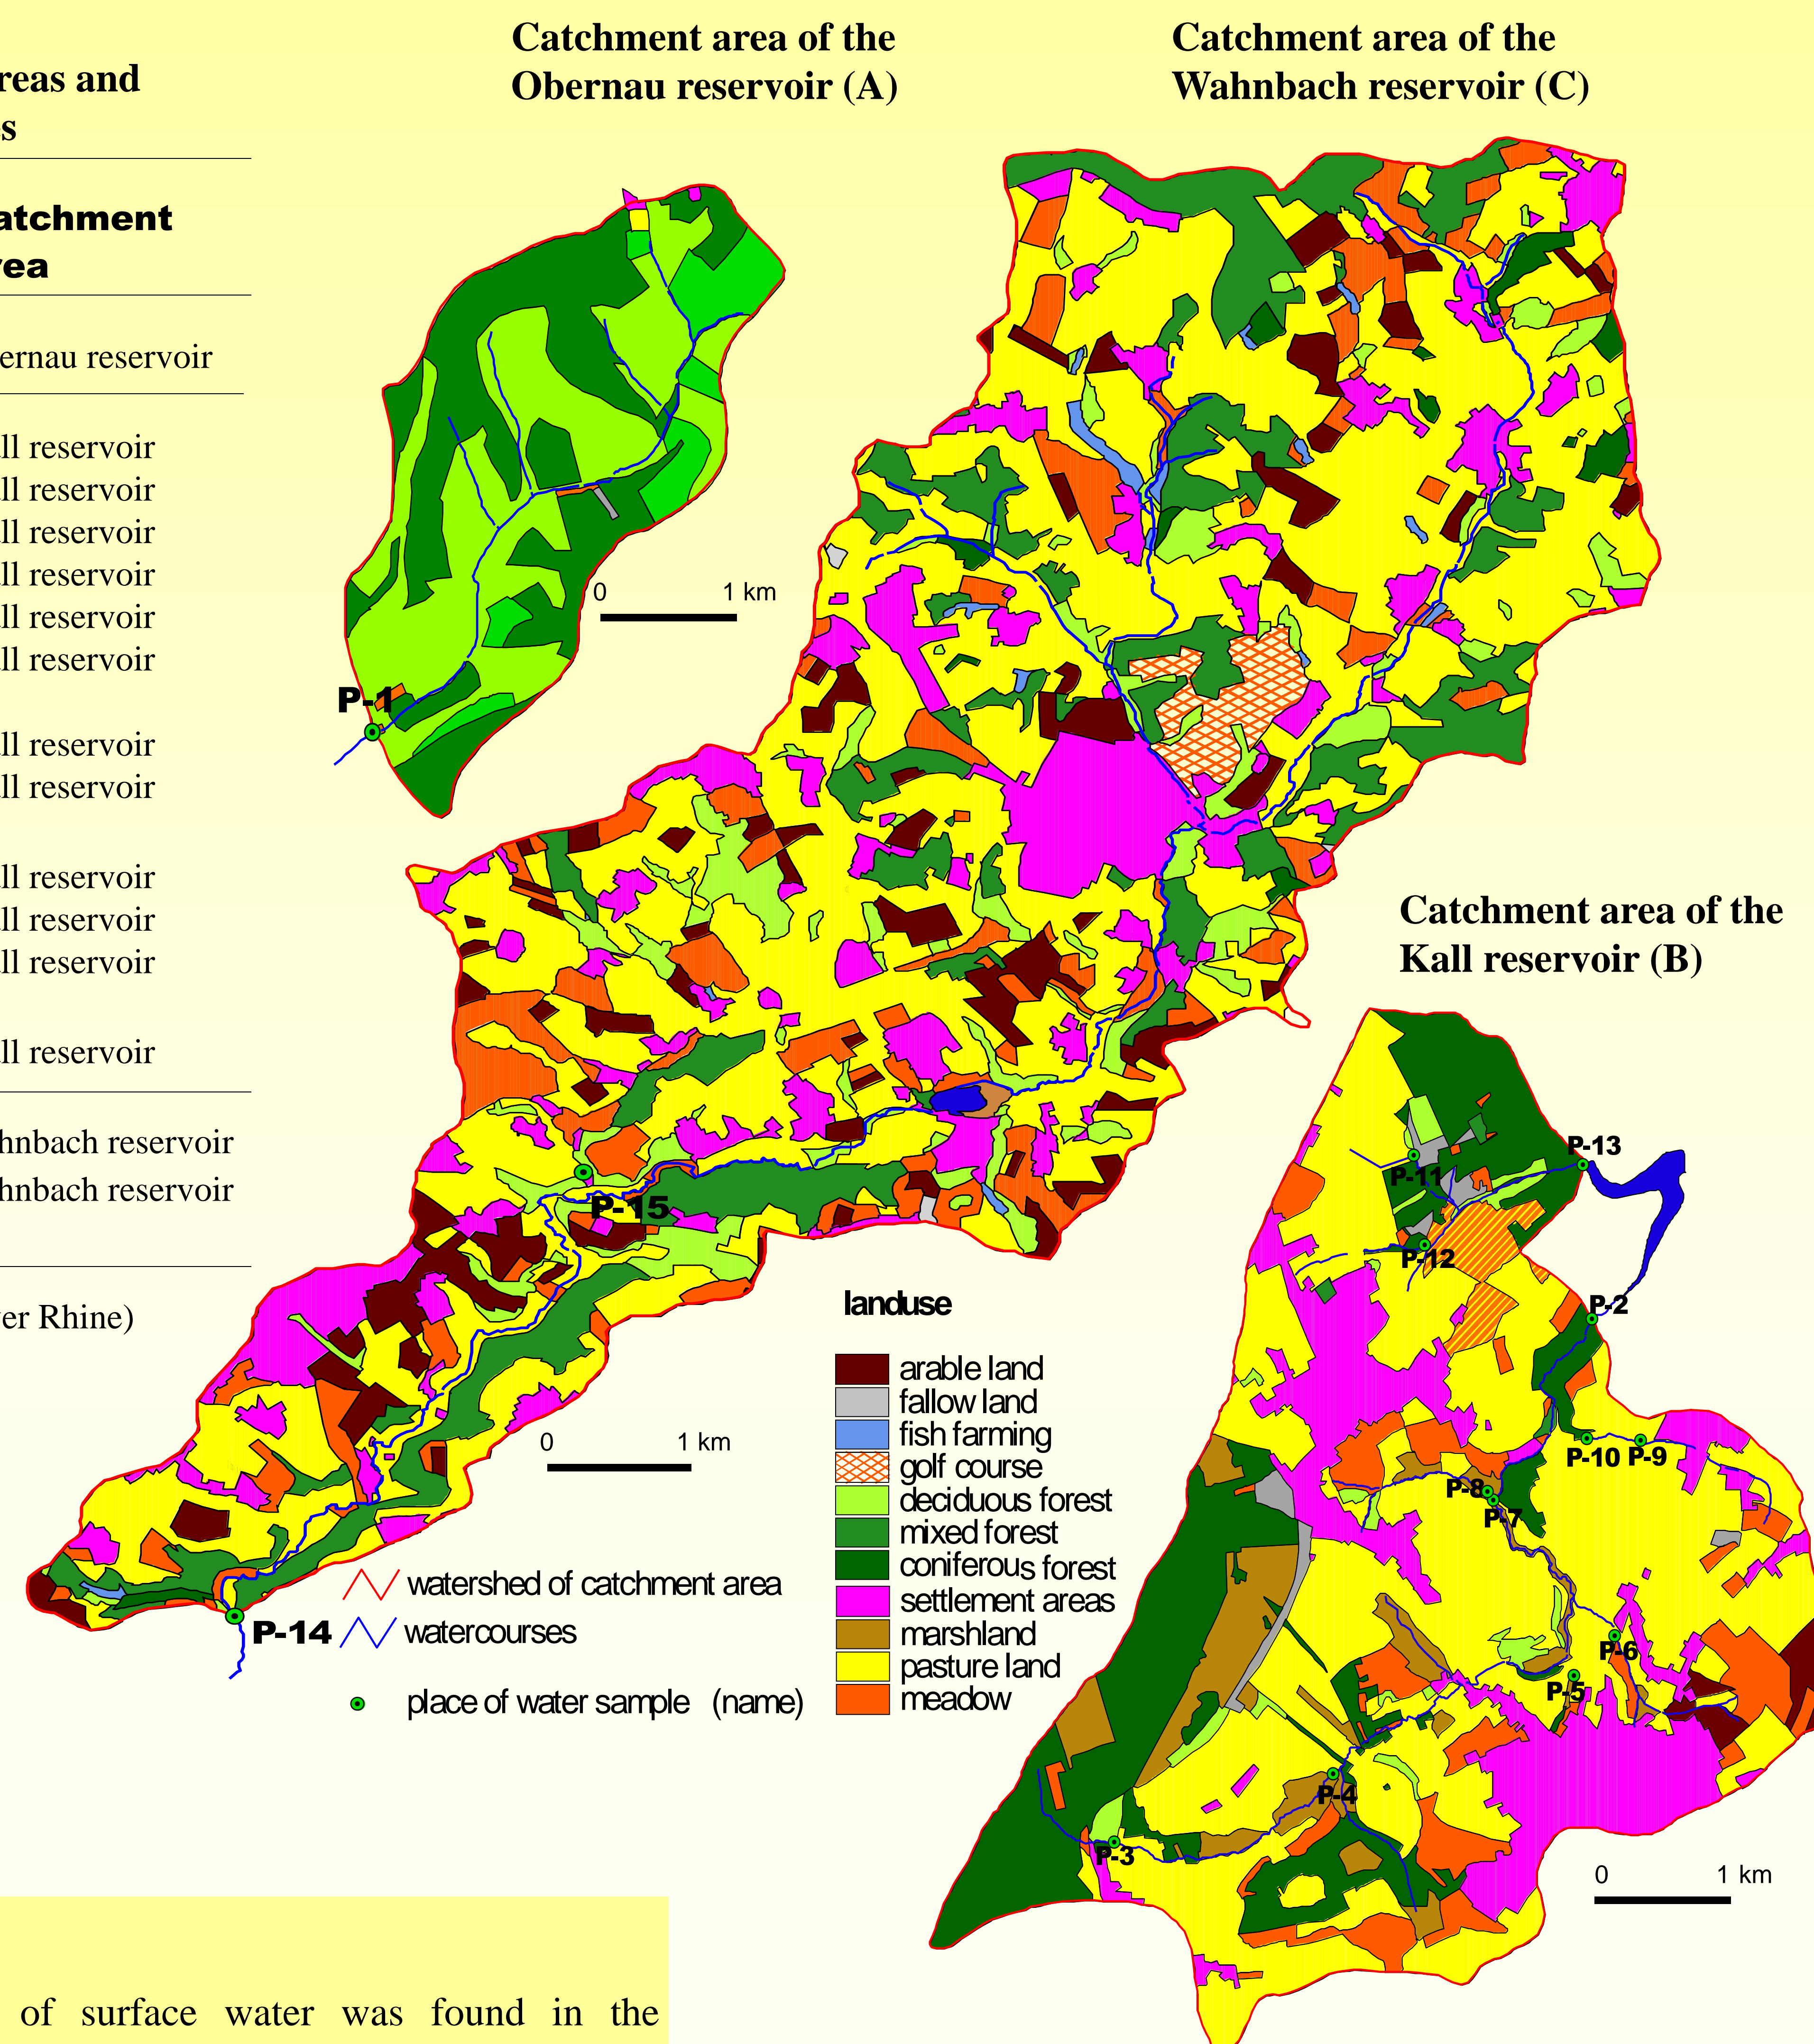 reas and
s
atchment
rea
ernau reservoir
ll reservoir
ll reservoir
ll reservoir
ll reservoir
ll reservoir
ll reservoir
ll reservoir
ll reservoir
ll reservoir
ll reservoir
ll reservoir
ll reservoir
hnbach reservoir
hnbach reservoir
er Rhine)
Catchment area of the
Obernau reservoir (A)
0 1 km
P-1
Catchment area of the
Wahnbach reservoir (C)
P-15
0 1 km
P-14
Catchment area of the
Kall reservoir (B)
P-13
P-11
P-12
P-2
P-10 P-9
P-8
P-7
P-6
P-5
P-4
P-3
0 1 km
landuse
arable land
fallow land
fish farming
golf course
deciduous forest
mixed forest
coniferous forest
settlement areas
marshland
pasture land
meadow
watershed of catchment area
watercourses
place of water sample (name)
of surface water was found in the